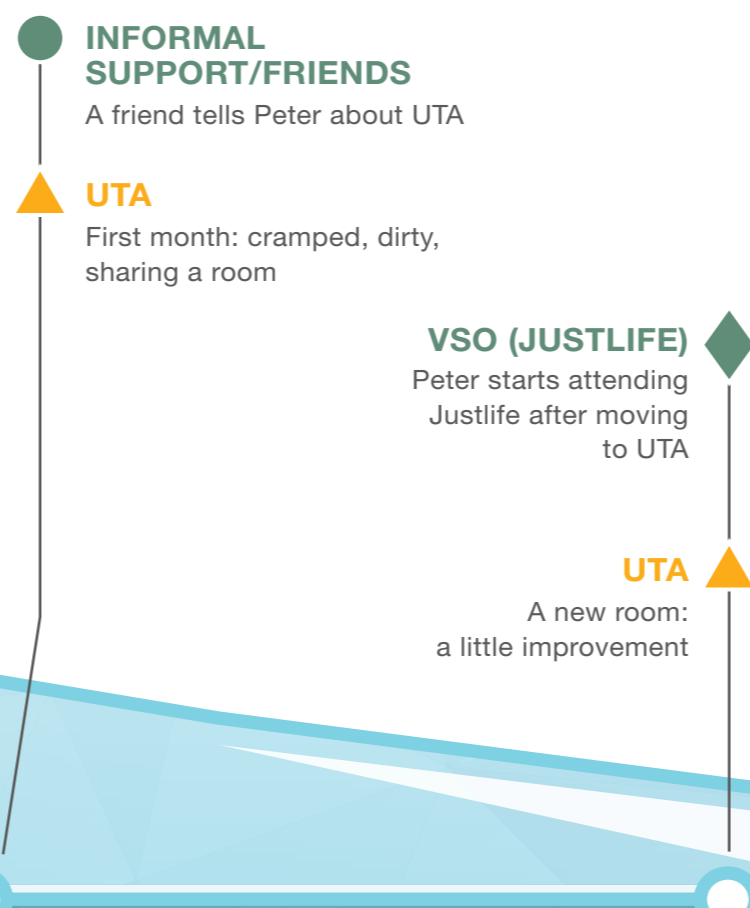 INFORMAL
SUPPORT/FRIENDS
A friend tells Peter about UTA
UTA
First month: cramped, dirty,
sharing a room
VSO (JUSTLIFE)
Peter starts attending
Justlife after moving
to UTA
UTA
A new room:
a little improvement